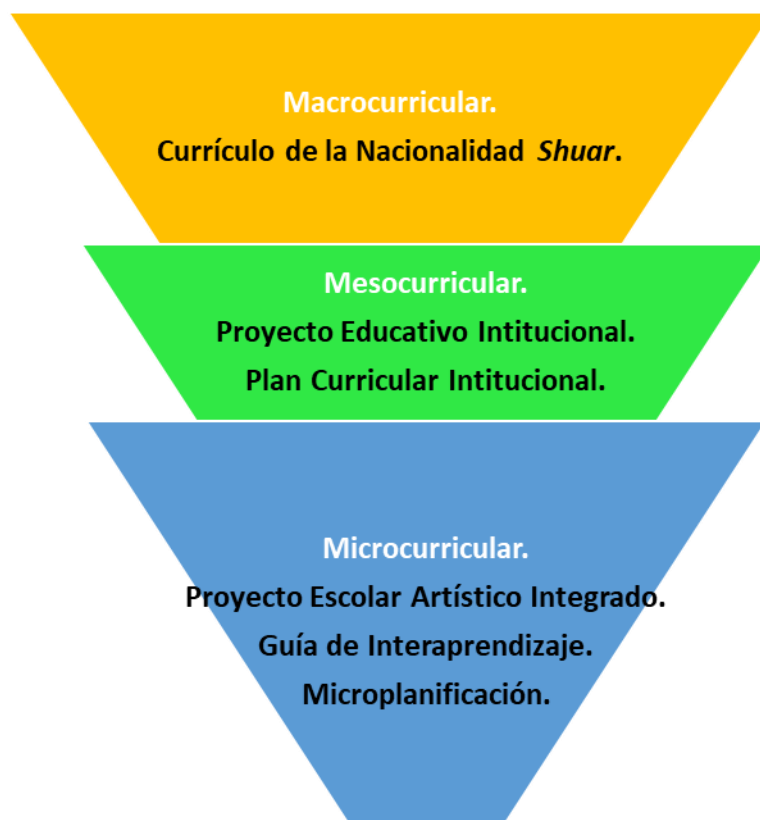 Macrocurricular.
Currículo de la Nacionalidad Shuar.
Mesocurricular.
Proyecto Educativo Intitucional.
Plan Curricular Intitucional.
Microcurricular.
Proyecto Escolar Artístico Integrado.
Guía de Interaprendizaje.
Microplanificación.